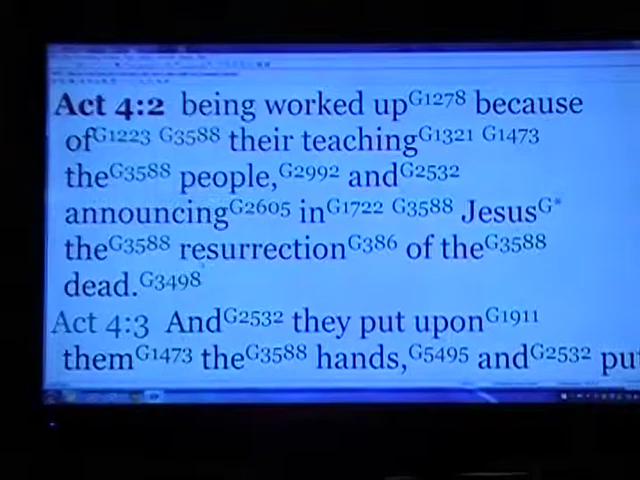 Act 4:2 being worked upG1278 because
ofG1223 G3588 their teachingG1321 G1473
theG3588 people,G2992 andG2532
announcingG2605 inG1722 G3588 JesusG*
theG3588 resurrectionG386 of theG3588
dead.G3498
Act 4:3 AndG2532 they put uponG1911
themG1473 theG3588 hands,G5495 andG2532 put